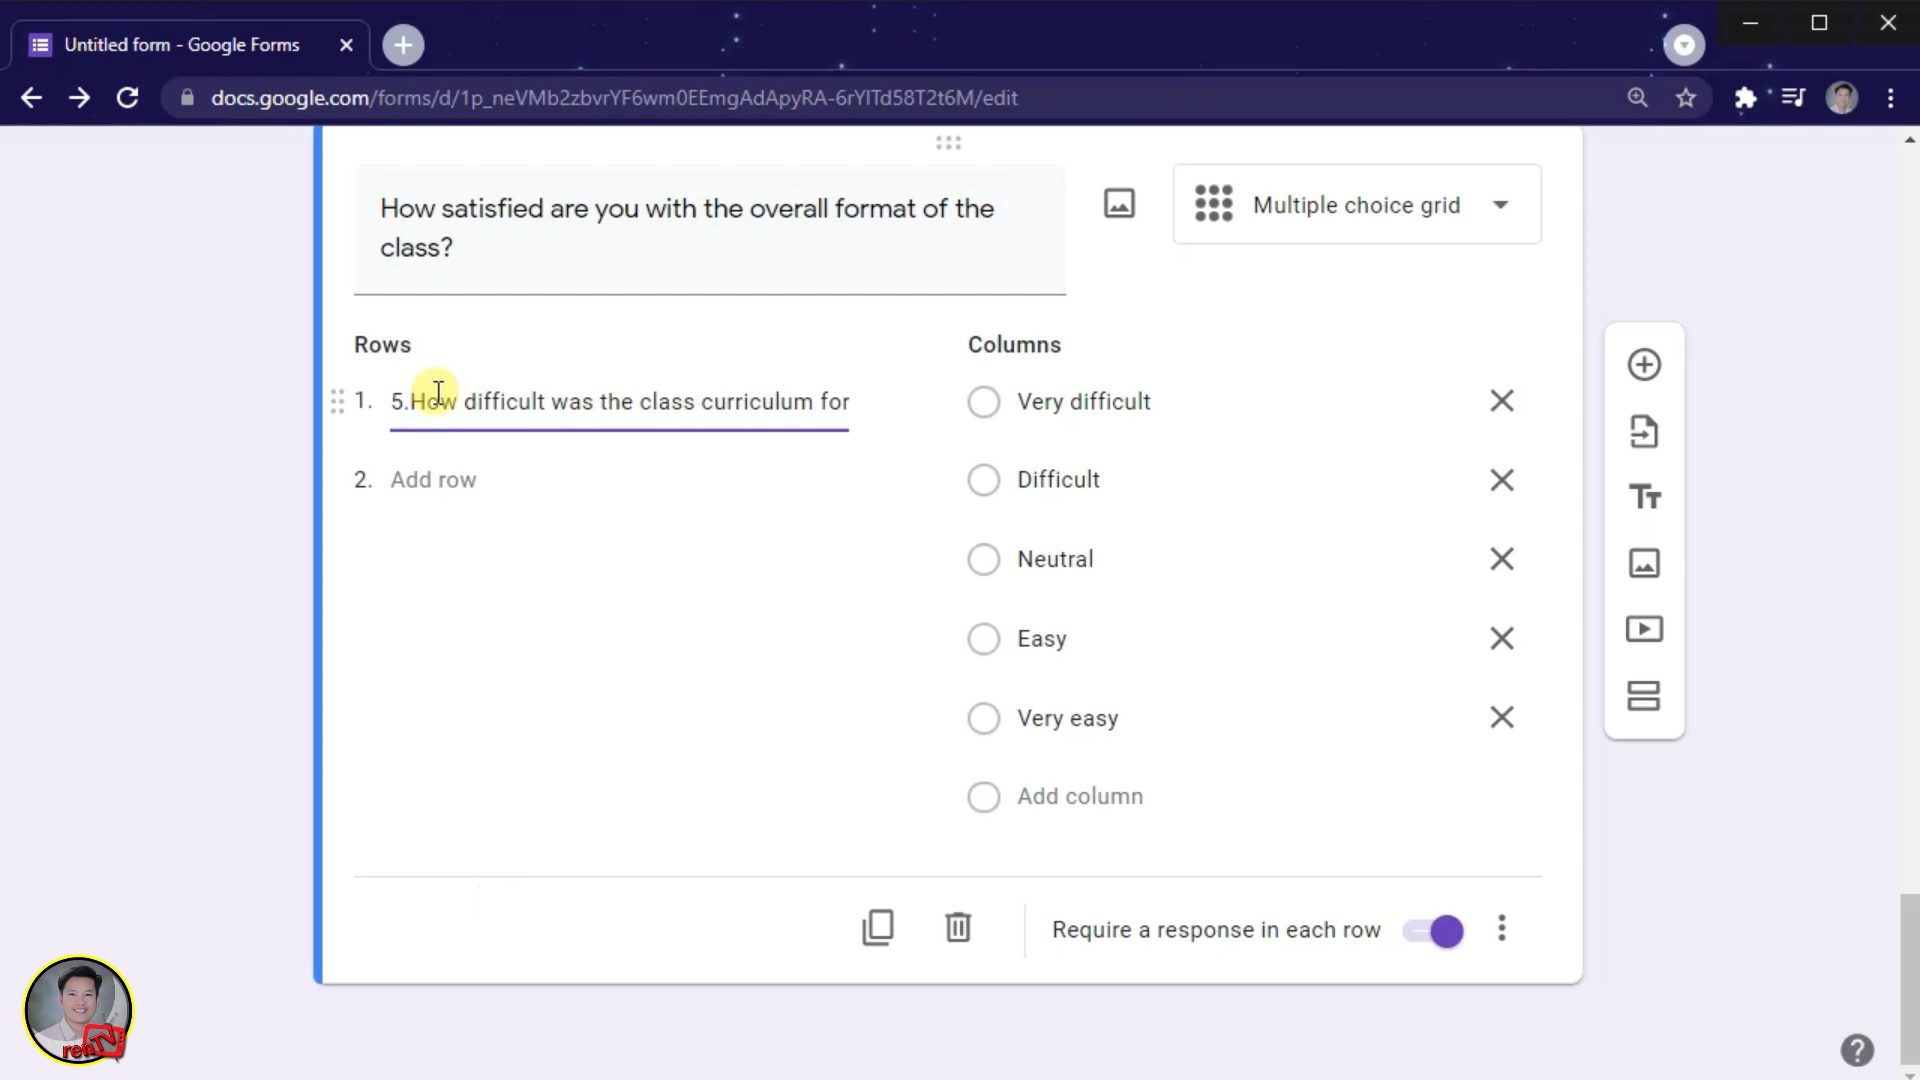 Untitled form - Google Forms
docs.google.com/forms/d/1p_neVMb2zbvrYF6wm0EEmgAdApyRA-6rYlTd58T2t6M/edit
How satisfied are you with the overall format of the
class?
Multiple choice grid
Rows
Columns
1. 5.How difficult was the class curriculum for
Very difficult
2. Add row
Difficult
Neutral
Easy
Very easy
Add column
Require a response in each row
renTV